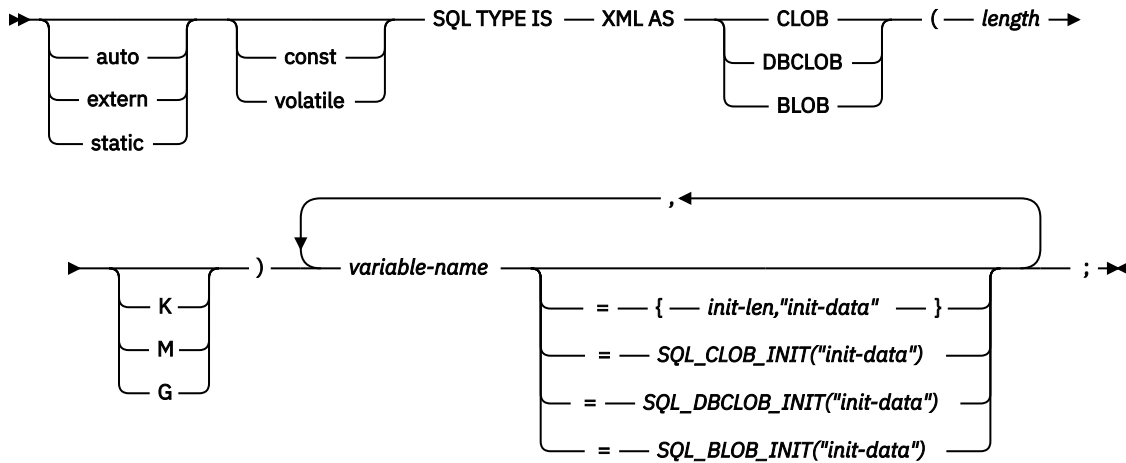 SQL TYPE IS XML AS CLOB ( length
auto const DBCLOB
extern volatile BLOB
static
,
) variable-name ;
K = { init-len,"init-data" }
M = SQL_CLOB_INIT("init-data")
G = SQL_DBCLOB_INIT("init-data")
= SQL_BLOB_INIT("init-data")